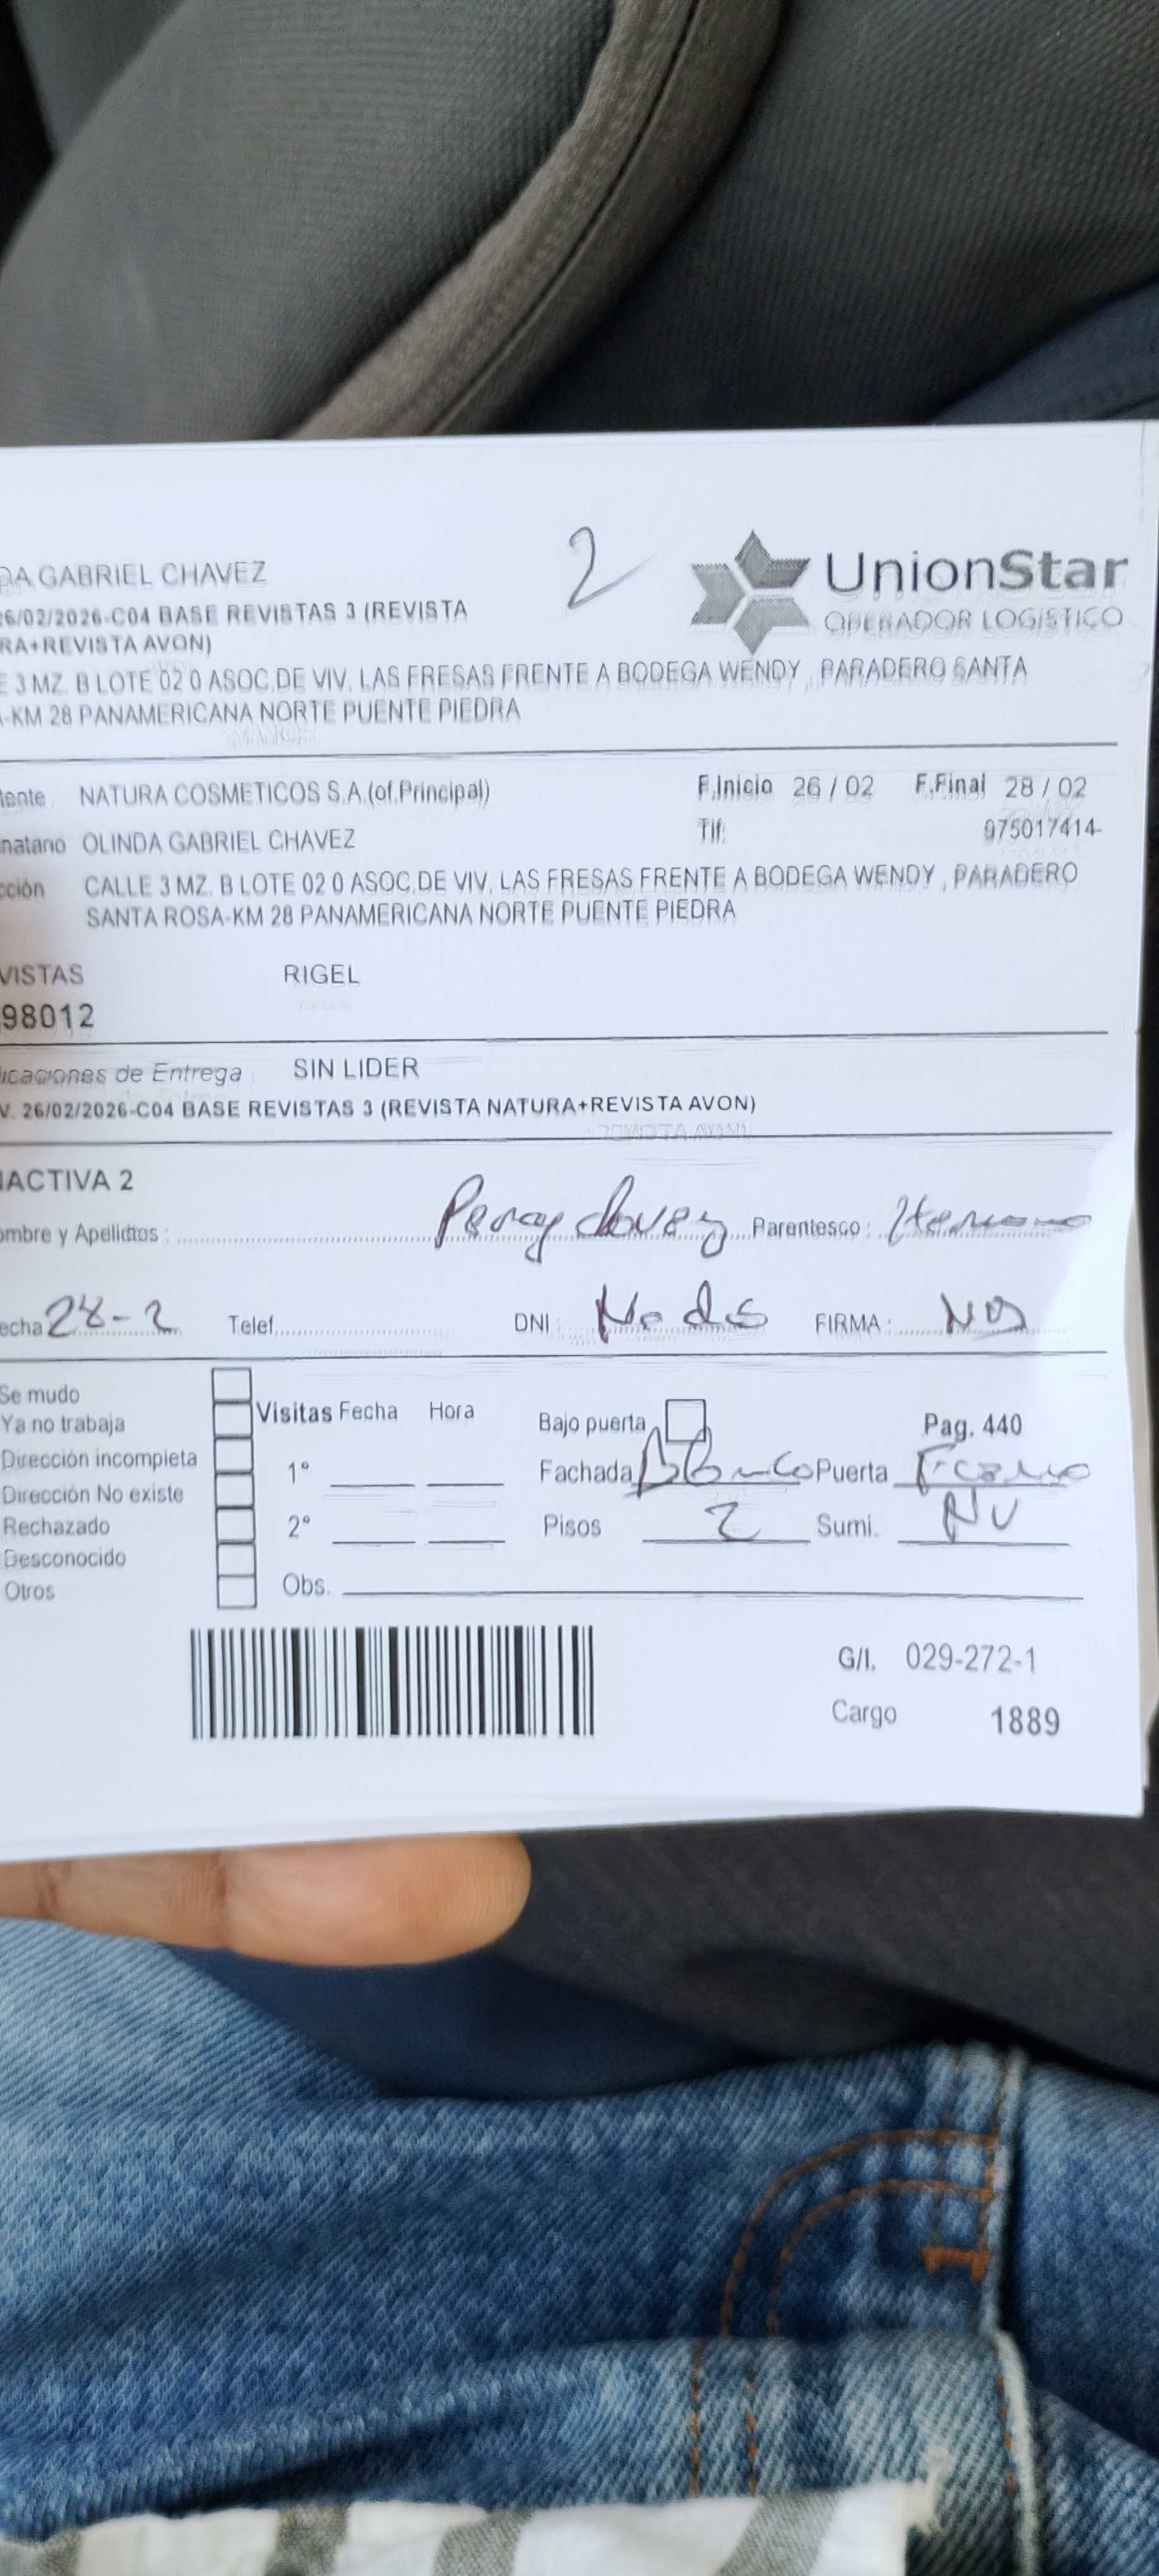 DA GABRIEL CHAVEZ
2
UnionStar
OPERADOR LOGISTICO
26/02/2026-C04 BASE REVISTAS 3 (REVISTA
RA+REVISTA AVON)
E 3 MZ. B LOTE 02 0 ASOC.DE VIV. LAS FRESAS FRENTE A BODEGA WENDY , PARADERO SANTA
A-KM 28 PANAMERICANA NORTE PUENTE PIEDRA
itente NATURA COSMETICOS S.A.(of.Principal) F.Inicio 26 / 02 F.Final 28 / 02
natario OLINDA GABRIEL CHAVEZ Tlf: 975017414-
cción CALLE 3 MZ. B LOTE 02 0 ASOC.DE VIV. LAS FRESAS FRENTE A BODEGA WENDY , PARADERO
SANTA ROSA-KM 28 PANAMERICANA NORTE PUENTE PIEDRA
VISTAS RIGEL
98012
icaciones de Entrega SIN LIDER
V. 26/02/2026-C04 BASE REVISTAS 3 (REVISTA NATURA+REVISTA AVON)
IACTIVA 2
ombre y Apellidos : Parentesco : Hermano
echa 28-2 Telef. DNI : No da FIRMA :
Se mudo
Ya no trabaja
Dirección incompleta
Dirección No existe
Rechazado
Desconocido
Otros
Visitas Fecha Hora
1°
2°
Obs.
Bajo puerta Pag. 440
Fachada Blanco Puerta
Pisos 2 Sumi.
G/I. 029-272-1
Cargo 1889